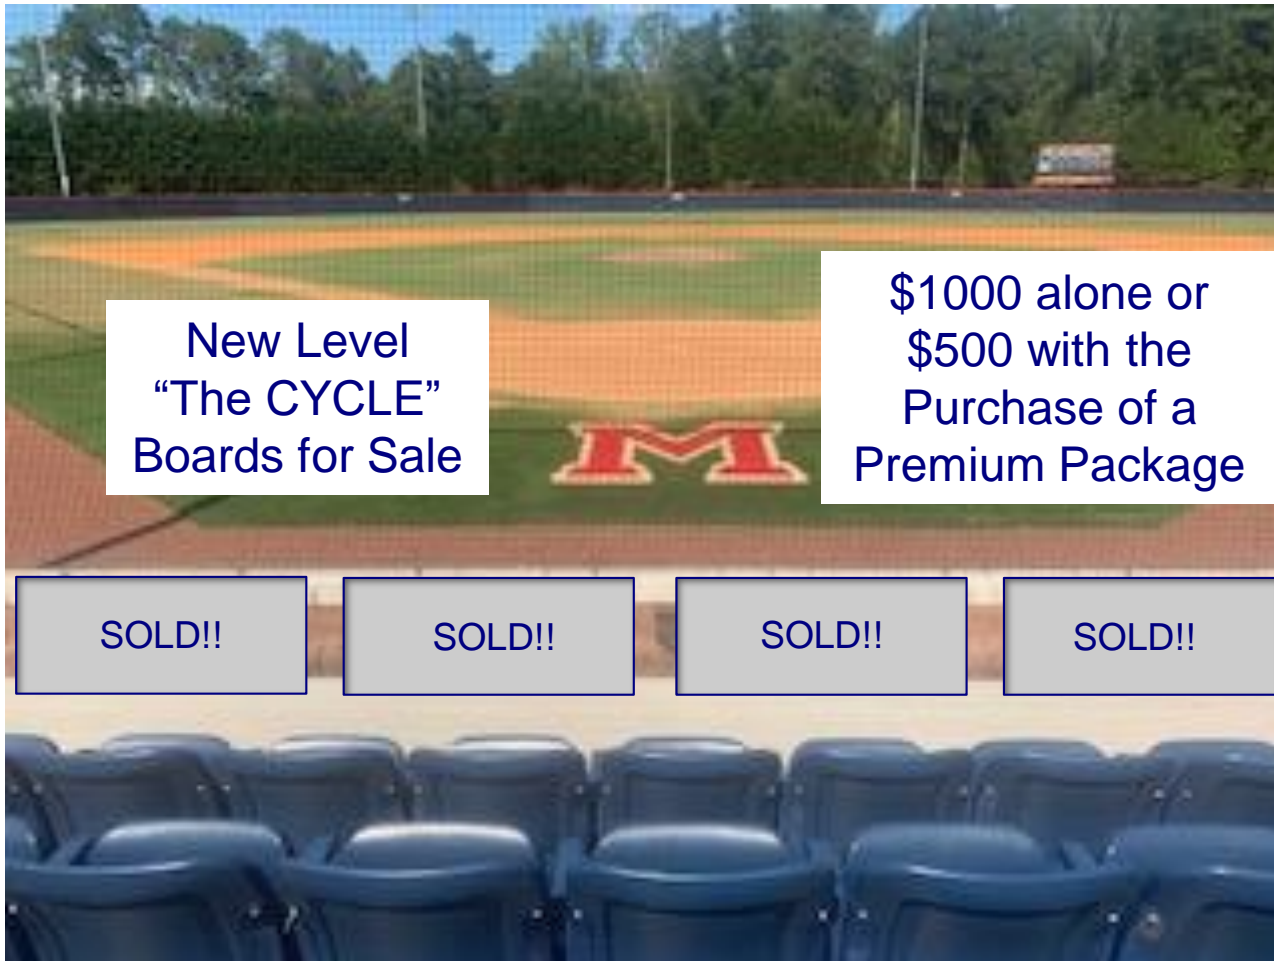 New Level
“The CYCLE”
Boards for Sale
$1000 alone or
$500 with the
Purchase of a
Premium Package
M
SOLD!!
SOLD!!
SOLD!!
SOLD!!